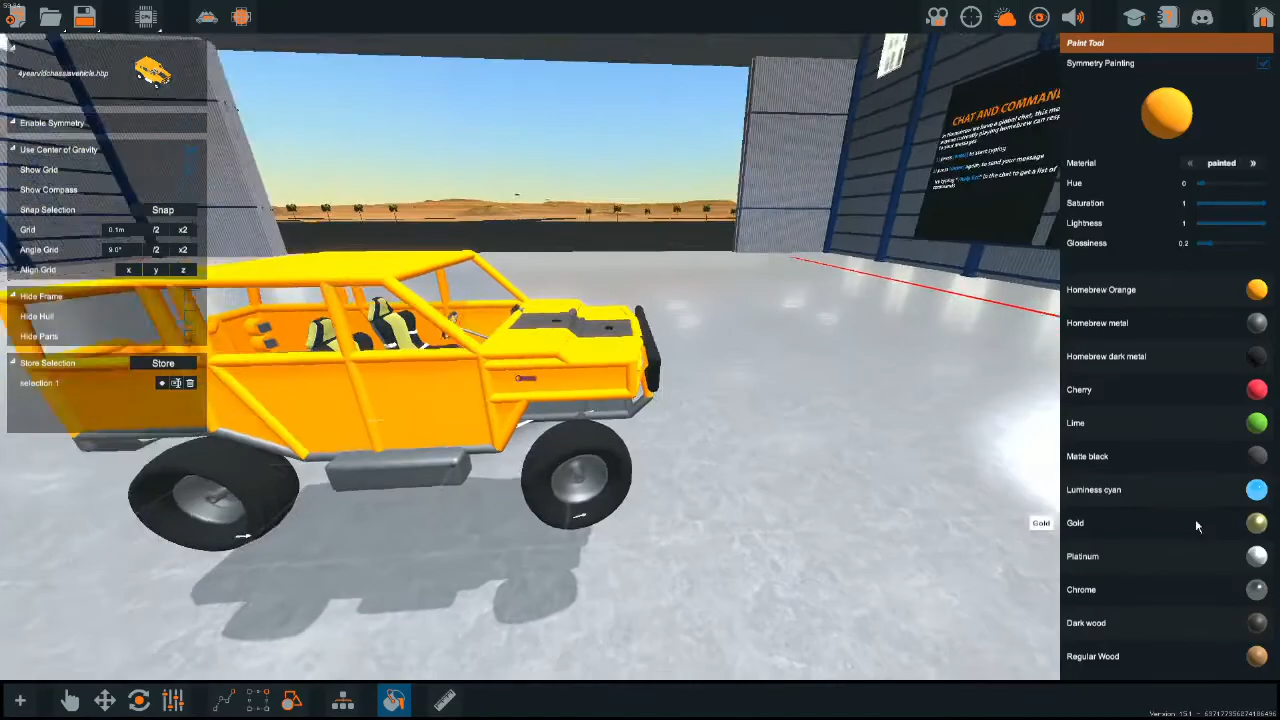 4yearvidchassisvehicle.hbp
Enable Symmetry
Use Center of Gravity
Show Grid
Show Compass
Snap Selection Snap
Grid 0.1m /2 x2
Angle Grid 9.0° /2 x2
Align Grid x y z
Hide Frame
Hide Hull
Hide Parts
Store Selection Store
selection 1
CHAT AND COMMAND
Paint Tool
Symmetry Painting
Material « painted »
Hue 0
Saturation 1
Lightness 1
Glossiness 0.2
Homebrew Orange
Homebrew metal
Homebrew dark metal
Cherry
Lime
Matte black
Luminess cyan
Gold Gold
Platinum
Chrome
Dark wood
Regular Wood